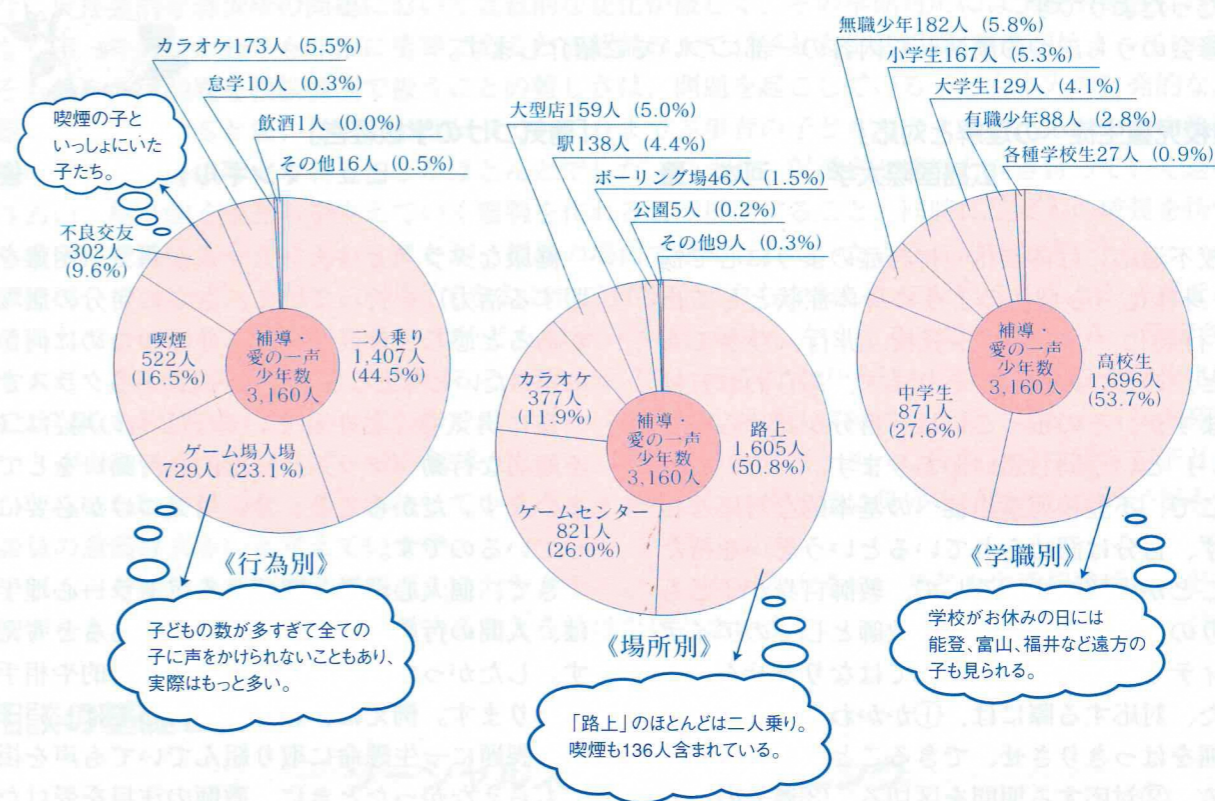 カラオケ173人 (5.5%)
怠学10人 (0.3%)
飲酒1人 (0.0%)
その他16人 (0.5%)
喫煙の子と
いっしょにいた
子たち。
不良交友
302人
(9.6%)
喫煙
522人
(16.5%)
補導・
愛の一声
少年数
3,160人
二人乗り
1,407人
(44.5%)
ゲーム場入場
729人 (23.1%)
《行為別》
子どもの数が多すぎて全ての
子に声をかけられないこともあり、
実際はもっと多い。
大型店159人 (5.0%)
駅138人 (4.4%)
ボーリング場46人 (1.5%)
公園5人 (0.2%)
その他9人 (0.3%)
カラオケ
377人
(11.9%)
補導・
愛の一声
少年数
3,160人
路上
1,605人
(50.8%)
ゲームセンター
821人
(26.0%)
《場所別》
「路上」のほとんどは二人乗り。
喫煙も136人含まれている。
無職少年182人 (5.8%)
小学生167人 (5.3%)
大学生129人 (4.1%)
有職少年88人 (2.8%)
各種学校生27人 (0.9%)
中学生
871人
(27.6%)
補導・
愛の一声
少年数
3,160人
高校生
1,696人
(53.7%)
《学職別》
学校がお休みの日には
能登、富山、福井など遠方の
子も見られる。